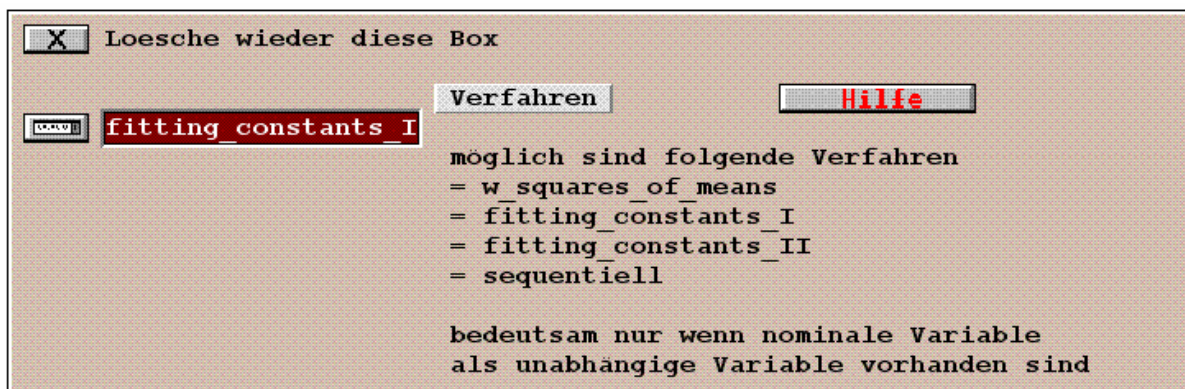 X Loesche wieder diese Box
Verfahren Hilfe
fitting_constants_I
möglich sind folgende Verfahren
= w_squares_of_means
= fitting_constants_I
= fitting_constants_II
= sequentiell
bedeutsam nur wenn nominale Variable
als unabhängige Variable vorhanden sind